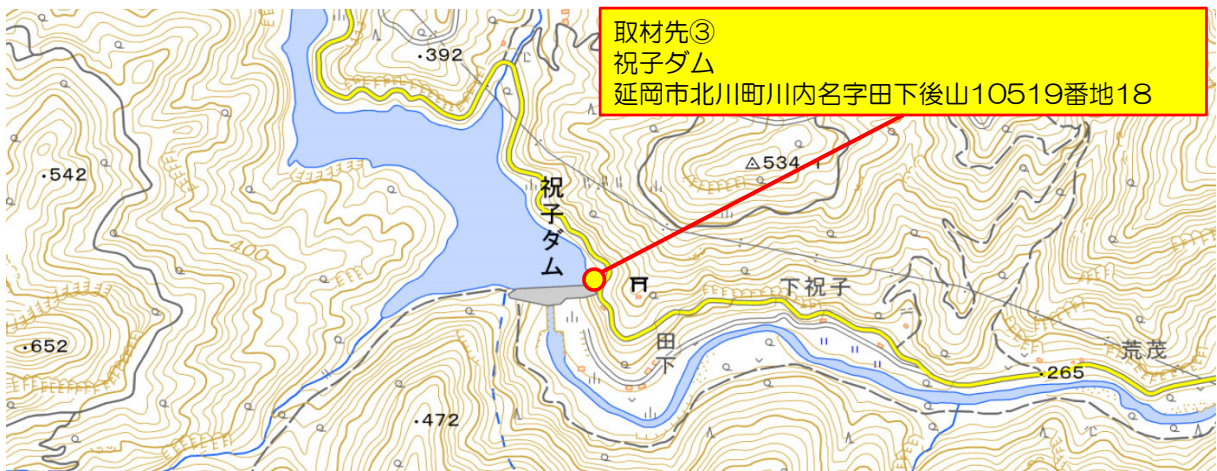 取材先③
祝子ダム
延岡市北川町川内名字田下後山10519番地18
・392
・542
534
祝子ダム
400
下祝子
田下
・652
荒茂
・265
・472